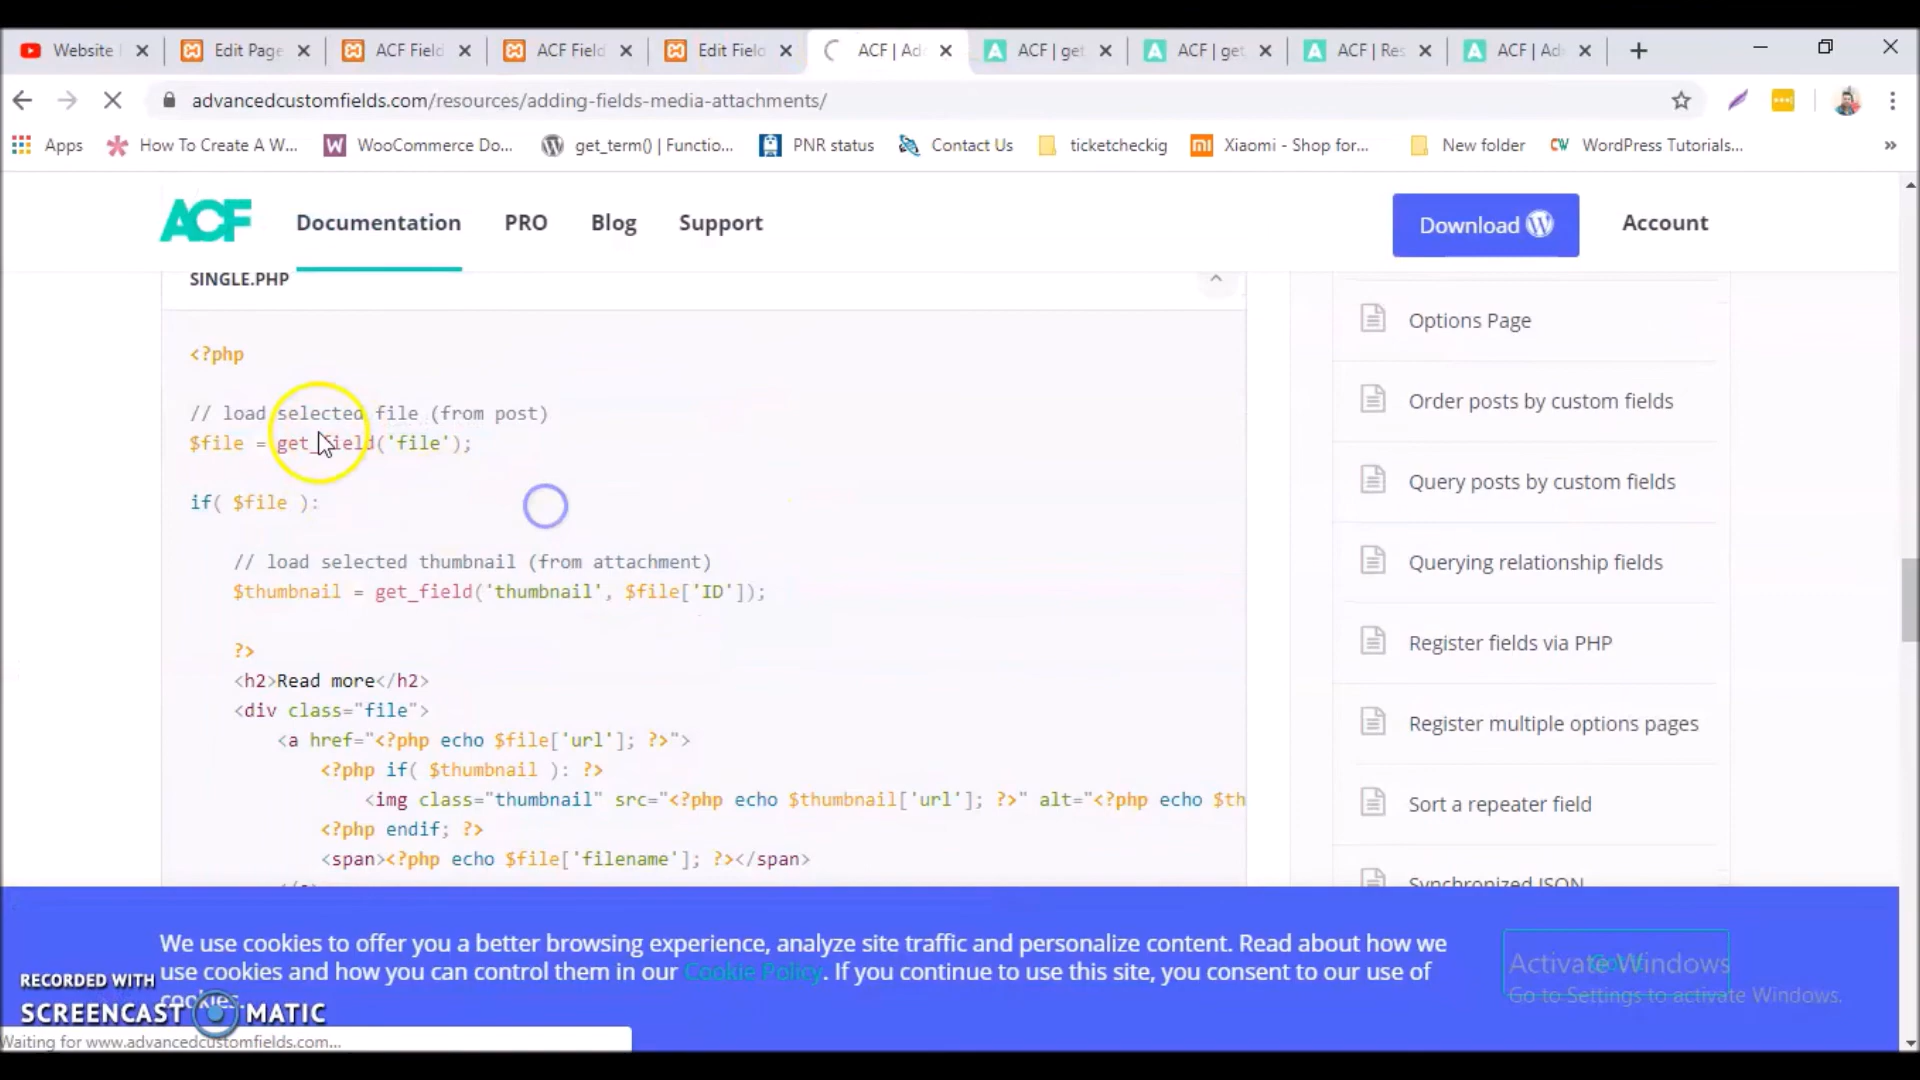 Website
Edit Page
ACF Field
ACF Field
Edit Field
ACF | Ad
ACF | get
ACF | get
ACF | Res
ACF | Ad
advancedcustomfields.com/resources/adding-fields-media-attachments/
Apps
How To Create A W...
WooCommerce Do...
get_term() | Functio...
PNR status
Contact Us
ticketcheckig
Xiaomi - Shop for...
New folder
WordPress Tutorials...
»
ACF
Documentation
PRO
Blog
Support
Download
Account
SINGLE.PHP
<?php
// load selected file (from post)
$file = get_field('file');
if( $file ):
// load selected thumbnail (from attachment)
$thumbnail = get_field('thumbnail', $file['ID']);
?>
<h2>Read more</h2>
<div class="file">
<a href="<?php echo $file['url']; ?>">
<?php if( $thumbnail ): ?>
<img class="thumbnail" src="<?php echo $thumbnail['url']; ?>" alt="<?php echo $th
<?php endif; ?>
<span><?php echo $file['filename']; ?></span>
Options Page
Order posts by custom fields
Query posts by custom fields
Querying relationship fields
Register fields via PHP
Register multiple options pages
Sort a repeater field
Synchronized JSON
We use cookies to offer you a better browsing experience, analyze site traffic and personalize content. Read about how we
use cookies and how you can control them in our Cookie Policy. If you continue to use this site, you consent to our use of
cookies.
Activate Windows
Go to Settings to activate Windows.
RECORDED WITH
SCREENCAST MATIC
Waiting for www.advancedcustomfields.com...